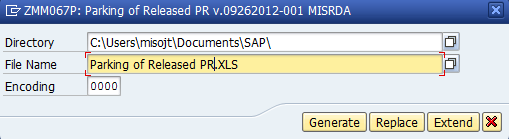 ZMM067P: Parking of Released PR v.09262012-001 MISRDA
Directory C:\Users\misojt\Documents\SAP\
File Name Parking of Released PR.XLS
Encoding 0000
Generate Replace Extend